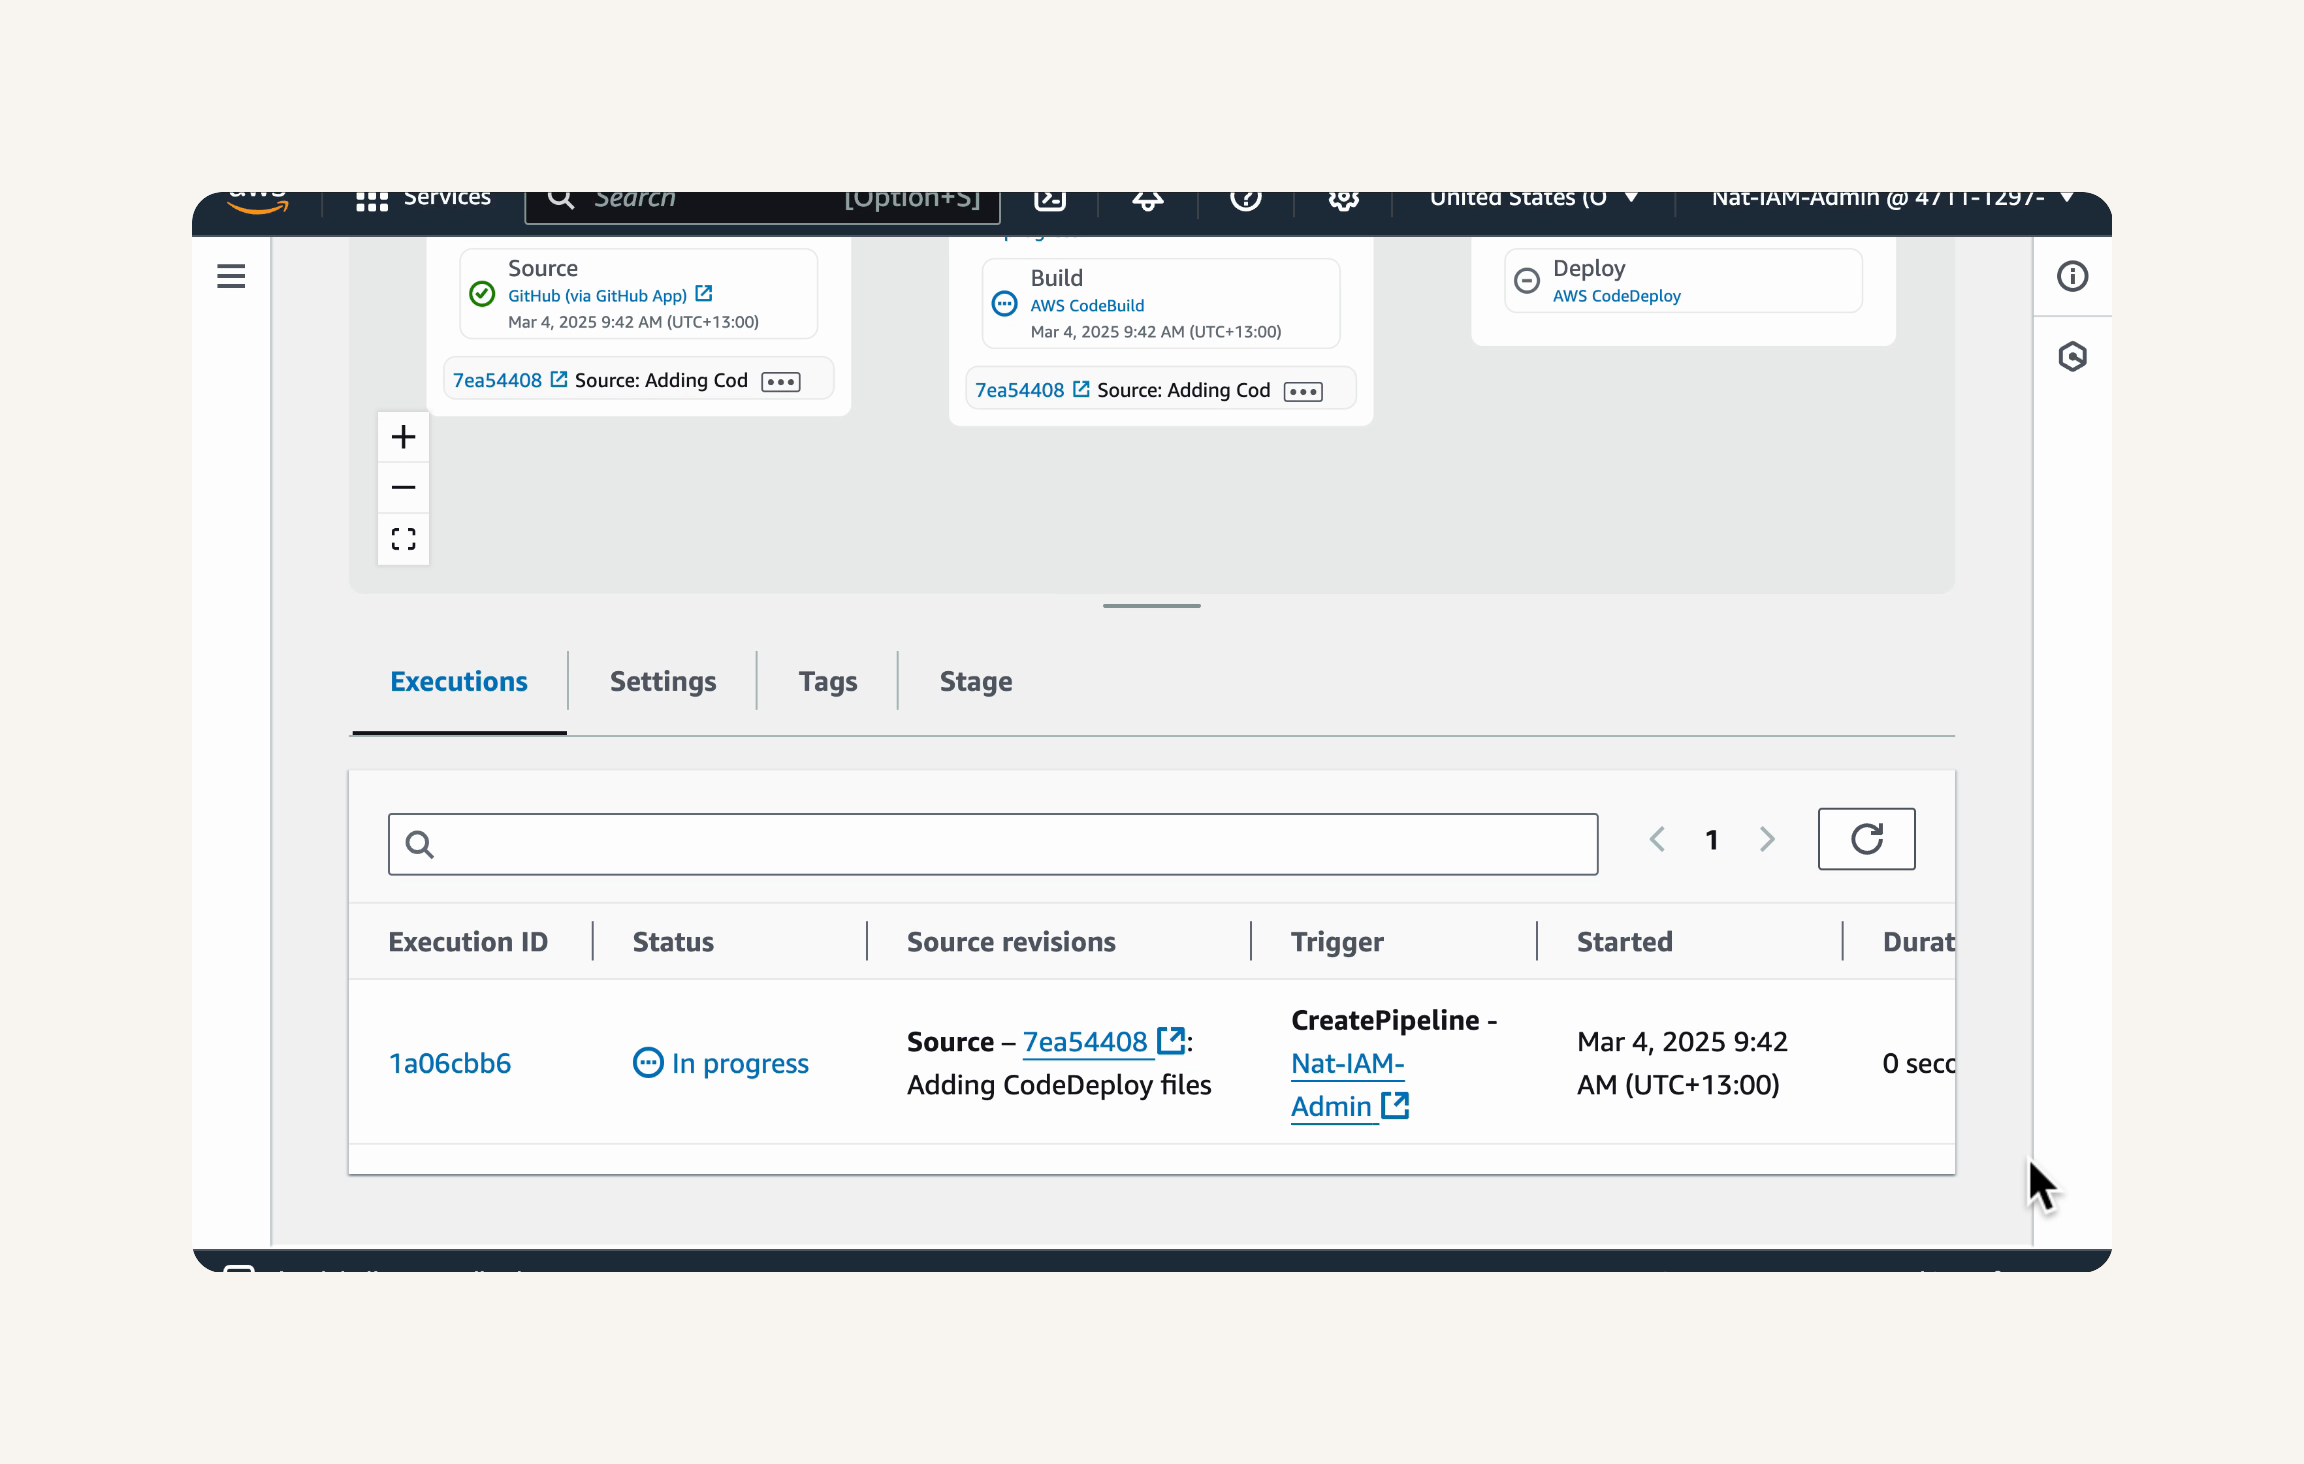 aws
Services
Search
[Option+S]
United States (O
Nat-IAM-Admin @ 4711-1297-
Source
GitHub (via GitHub App)
Mar 4, 2025 9:42 AM (UTC+13:00)
7ea54408 Source: Adding Cod
Build
AWS CodeBuild
Mar 4, 2025 9:42 AM (UTC+13:00)
7ea54408 Source: Adding Cod
Deploy
AWS CodeDeploy
Executions
Settings
Tags
Stage
1
Execution ID
Status
Source revisions
Trigger
Started
Durat
1a06cbb6
In progress
Source – 7ea54408 :
Adding CodeDeploy files
CreatePipeline -
Nat-IAM-
Admin
Mar 4, 2025 9:42
AM (UTC+13:00)
0 seco